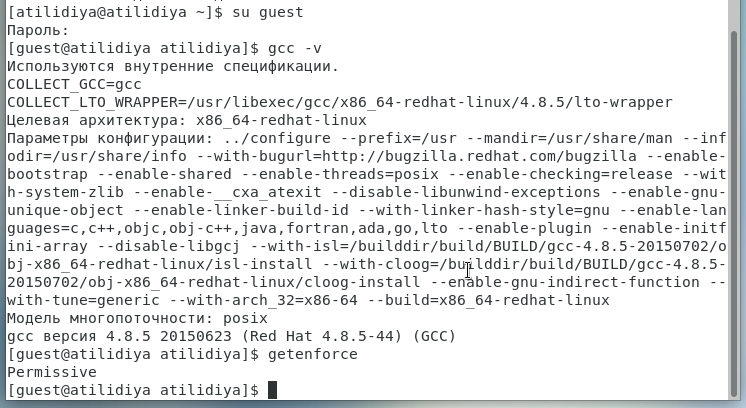 [atilidiya@atilidiya ~]$ su guest
Пароль:
[guest@atilidiya atilidiya]$ gcc -v
Используются внутренние спецификации.
COLLECT_GCC=gcc
COLLECT_LTO_WRAPPER=/usr/libexec/gcc/x86_64-redhat-linux/4.8.5/lto-wrapper
Целевая архитектура: x86_64-redhat-linux
Параметры конфигурации: ../configure --prefix=/usr --mandir=/usr/share/man --inf
odir=/usr/share/info --with-bugurl=http://bugzilla.redhat.com/bugzilla --enable-
bootstrap --enable-shared --enable-threads=posix --enable-checking=release --wit
h-system-zlib --enable-__cxa_atexit --disable-libunwind-exceptions --enable-gnu-
unique-object --enable-linker-build-id --with-linker-hash-style=gnu --enable-lan
guages=c,c++,objc,obj-c++,java,fortran,ada,go,lto --enable-plugin --enable-initf
ini-array --disable-libgcj --with-isl=/builddir/build/BUILD/gcc-4.8.5-20150702/o
bj-x86_64-redhat-linux/isl-install --with-cloog=/builddir/build/BUILD/gcc-4.8.5-
20150702/obj-x86_64-redhat-linux/cloog-install --enable-gnu-indirect-function --
with-tune=generic --with-arch_32=x86-64 --build=x86_64-redhat-linux
Модель многопоточности: posix
gcc версия 4.8.5 20150623 (Red Hat 4.8.5-44) (GCC)
[guest@atilidiya atilidiya]$ getenforce
Permissive
[guest@atilidiya atilidiya]$